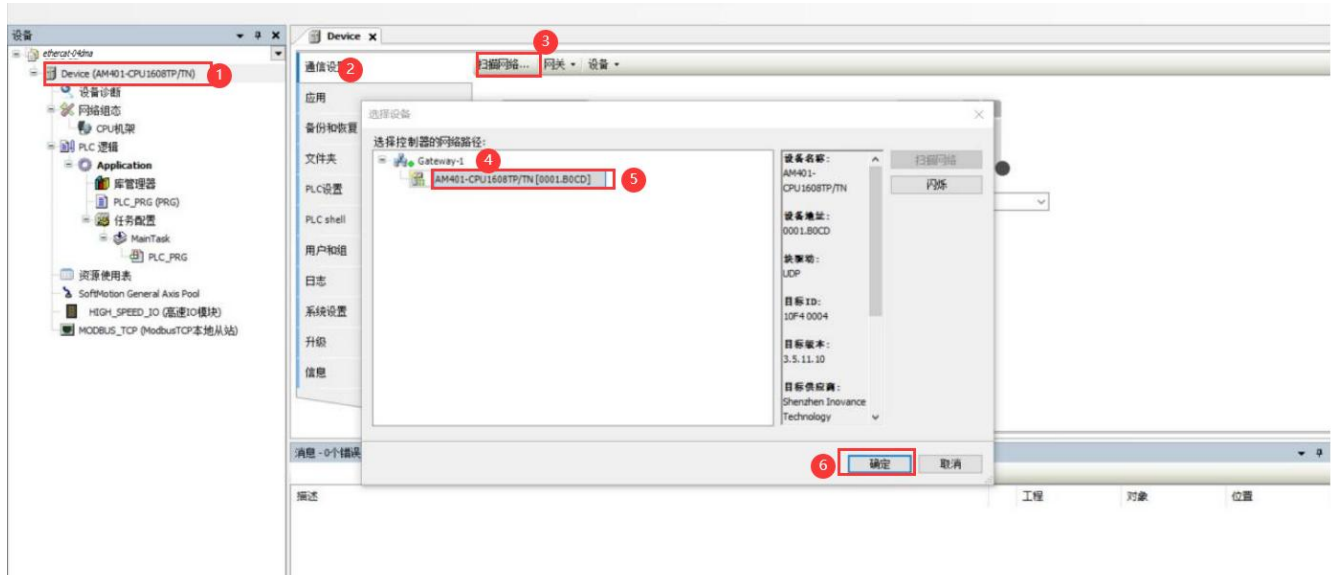 设备
ethercat-04dma
Device (AM401-CPU1608TP/TN)
1
设备诊断
网络组态
CPU机架
PLC 逻辑
Application
库管理器
PLC_PRG (PRG)
任务配置
MainTask
PLC_PRG
资源使用表
SoftMotion General Axis Pool
HIGH_SPEED_IO (高速IO模块)
MODBUS_TCP (ModbusTCP本地从站)
Device
通信设
2
3
扫描网络...
网关
设备
应用
备份和恢复
文件夹
PLC设置
PLC shell
用户和组
日志
系统设置
升级
信息
选择设备
选择控制器的网络路径:
Gateway-1
4
AM401-CPU1608TP/TN [0001.B0CD]
5
设备名称:
AM401-
CPU1608TP/TN
设备地址:
0001.B0CD
块驱动:
UDP
目标ID:
10F4 0004
目标版本:
3.5.11.10
目标供应商:
Shenzhen Inovance
Technology
扫描网络
闪烁
6
确定
取消
消息 - 0个错误
描述
工程
对象
位置